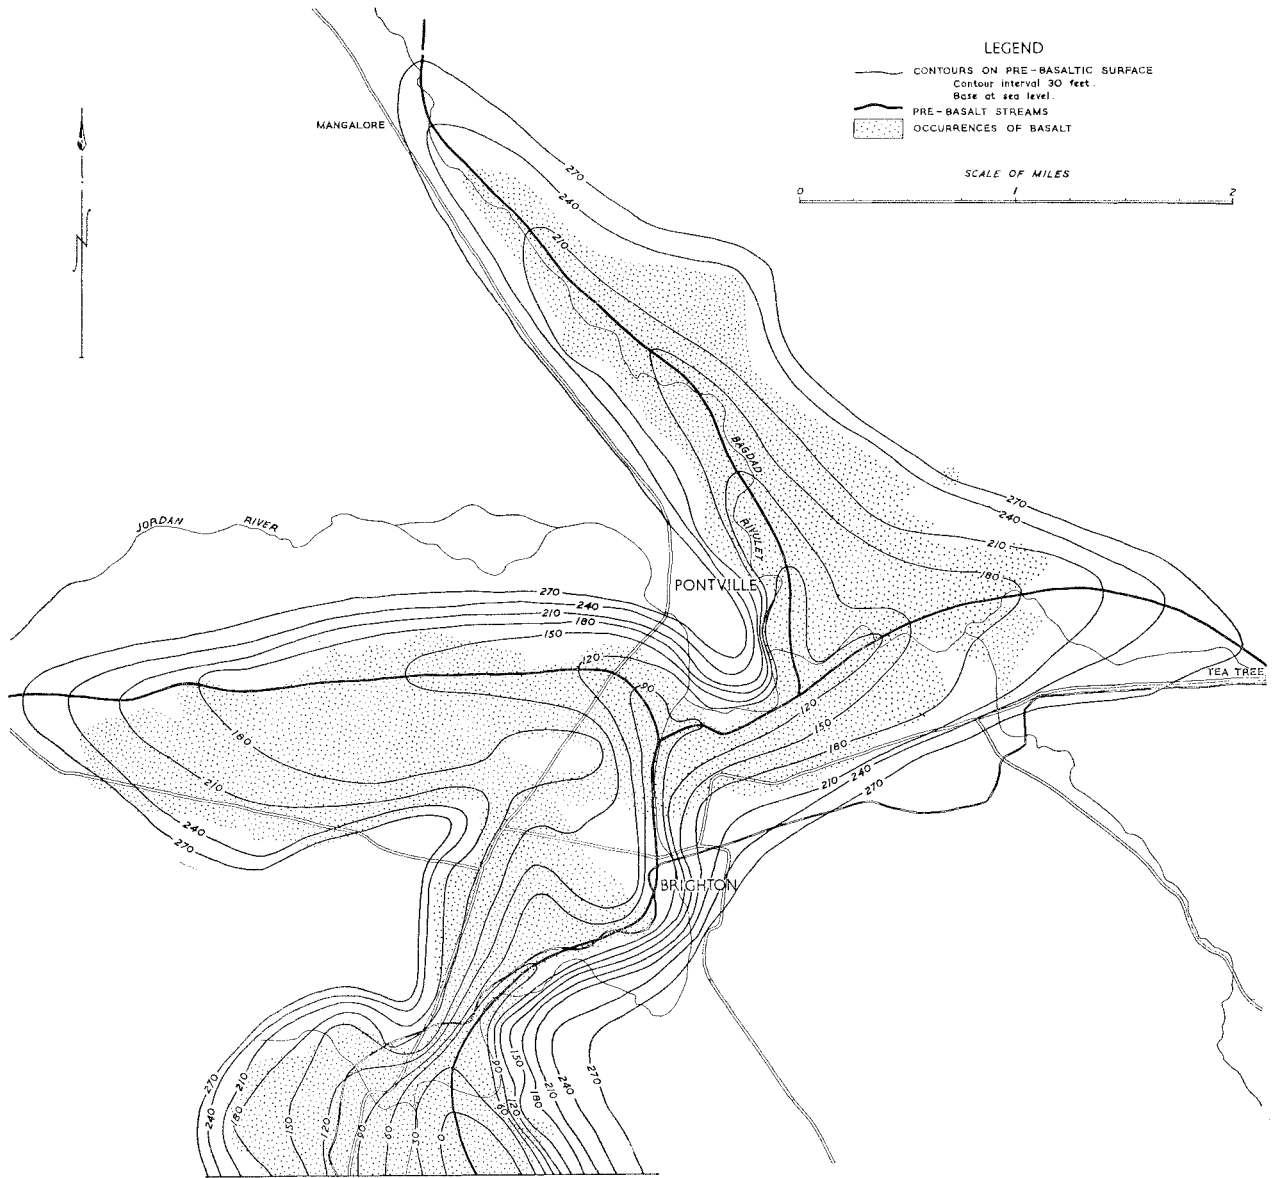 LEGEND
CONTOURS ON PRE-BASALTIC SURFACE
Contour interval 30 feet.
Base at sea level.
PRE-BASALT STREAMS
OCCURRENCES OF BASALT
SCALE OF MILES
0 1 2
N
MANGALORE
270
240
210
BAGDAD
RIVULET
270
240
210
180
JORDAN RIVER
PONTVILLE
270
240
210
180
150
120
90
TEA TREE
120
150
180
210
240
270
180
210
240
270
BRIGHTON
270
240
210
180
150
120
90
60
30
0
90
60
150
120
180
210
240
270